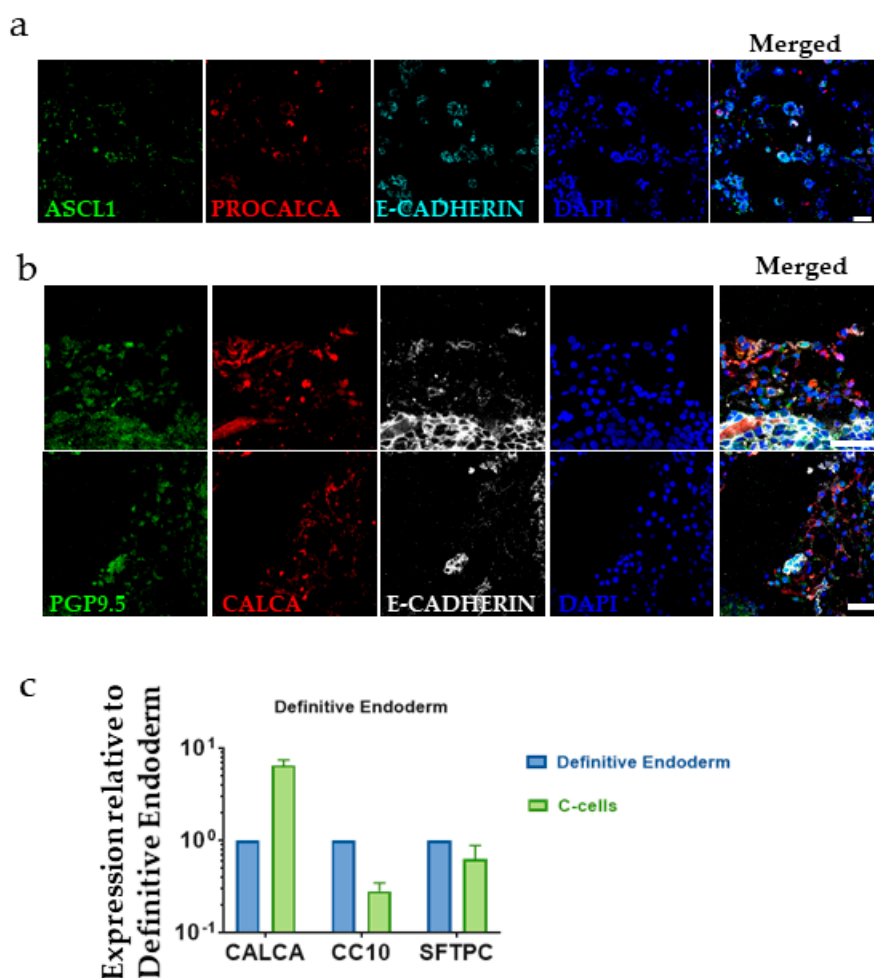 a
Merged
ASCL1
PROCALCA
E-CADHERIN
DAPI
b
Merged
PGP9.5
CALCA
E-CADHERIN
DAPI
c
Expression relative to
Definitive Endoderm
Definitive Endoderm
10¹
10⁰
10⁻¹
CALCA
CC10
SFTPC
Definitive Endoderm
C-cells